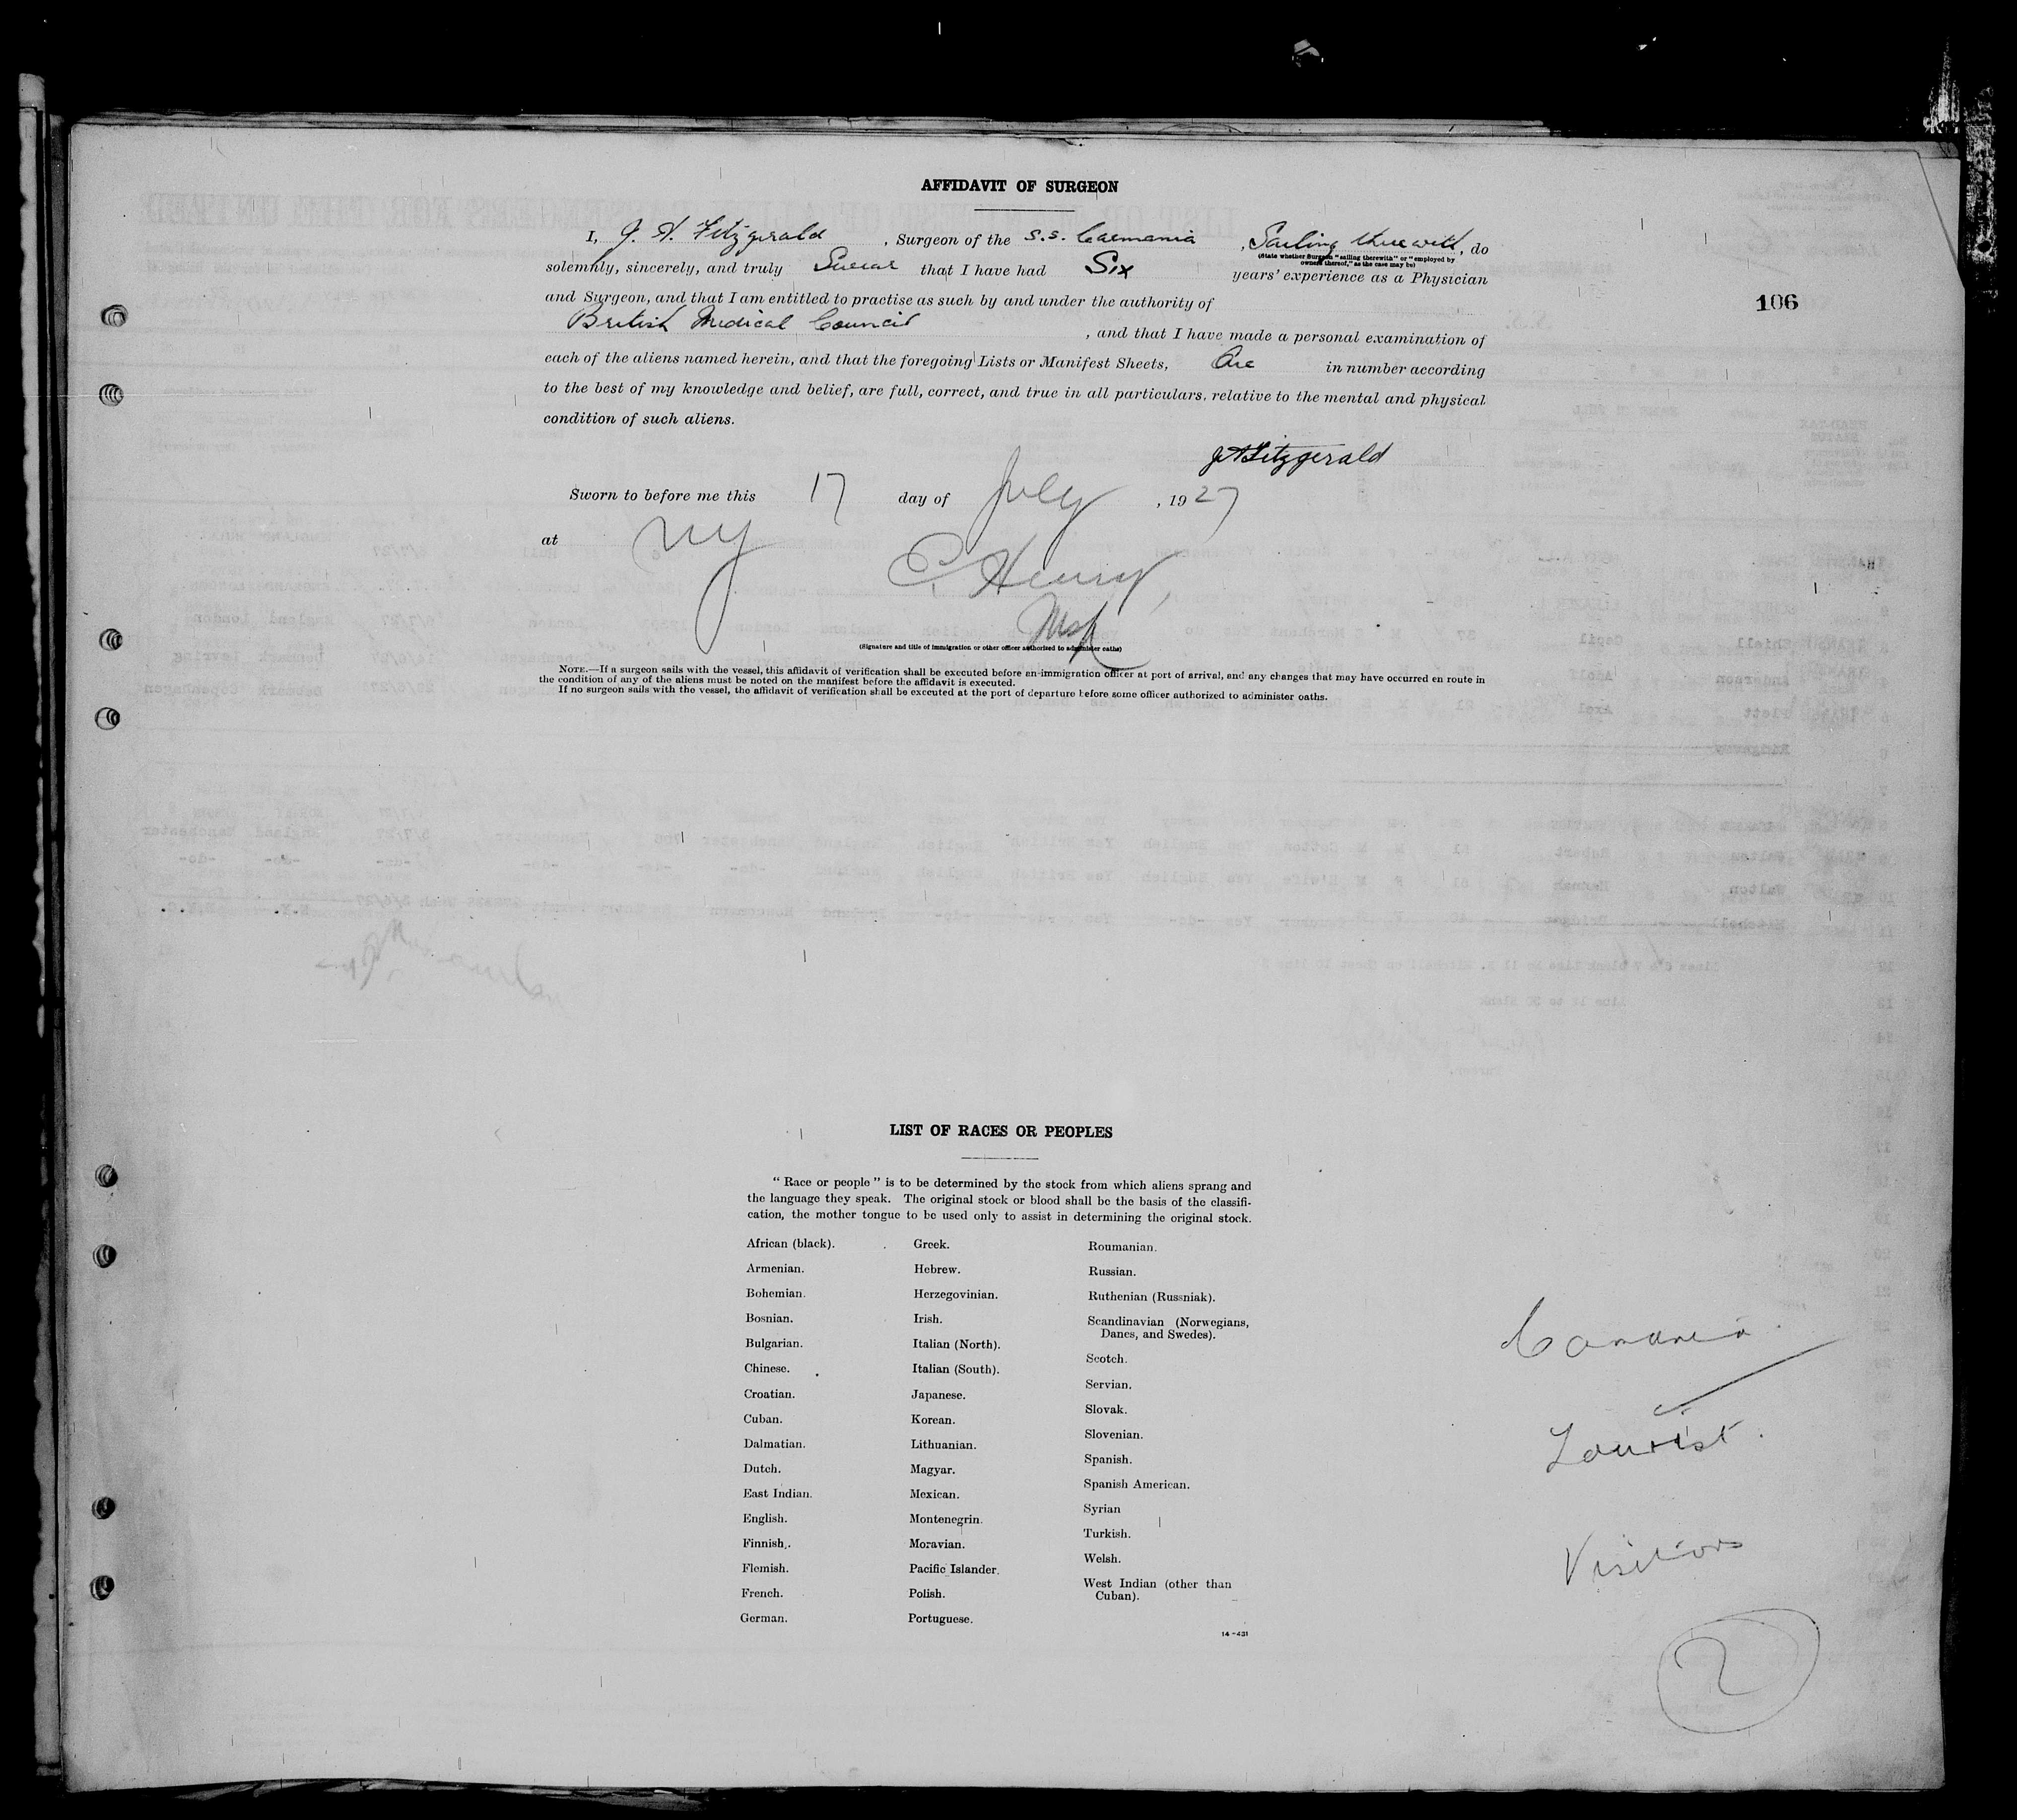 AFFIDAVIT OF SURGEON
I, J. H. Fitzgerald , Surgeon of the S.S. Carmania , Sailing therewith, do
(State whether Surgeon "sailing therewith" or "employed by
owners thereof," as the case may be)
solemnly, sincerely, and truly Swear that I have had Six years' experience as a Physician
and Surgeon, and that I am entitled to practise as such by and under the authority of
British Medical Council , and that I have made a personal examination of
each of the aliens named herein, and that the foregoing Lists or Manifest Sheets, in number according
to the best of my knowledge and belief, are full, correct, and true in all particulars, relative to the mental and physical
condition of such aliens.
106
Fitzgerald
Sworn to before me this 17 day of July , 1927
at NY
E. Henry
(Signature and title of immigration or other officer authorized to administer oaths)
NOTE.—If a surgeon sails with the vessel, this affidavit of verification shall be executed before an immigration officer at port of arrival, and any changes that may have occurred en route in
the condition of any of the aliens must be noted on the manifest before the affidavit is executed.
If no surgeon sails with the vessel, the affidavit of verification shall be executed at the port of departure before some officer authorized to administer oaths.
LIST OF RACES OR PEOPLES
"Race or people" is to be determined by the stock from which aliens sprang and
the language they speak. The original stock or blood shall be the basis of the classifi-
cation, the mother tongue to be used only to assist in determining the original stock.
African (black).
Armenian.
Bohemian.
Bosnian.
Bulgarian.
Chinese.
Croatian.
Cuban.
Dalmatian.
Dutch.
East Indian.
English.
Finnish.
Flemish.
French.
German.
Greek.
Hebrew.
Herzegovinian.
Irish.
Italian (North).
Italian (South).
Japanese.
Korean.
Lithuanian.
Magyar.
Mexican.
Montenegrin.
Moravian.
Pacific Islander.
Polish.
Portuguese.
Roumanian.
Russian.
Ruthenian (Russniak).
Scandinavian (Norwegians,
Danes, and Swedes).
Scotch.
Servian.
Slovak.
Slovenian.
Spanish.
Spanish American.
Syrian
Turkish.
Welsh.
West Indian (other than
Cuban).
14-431
Tourist.
Visitors
2